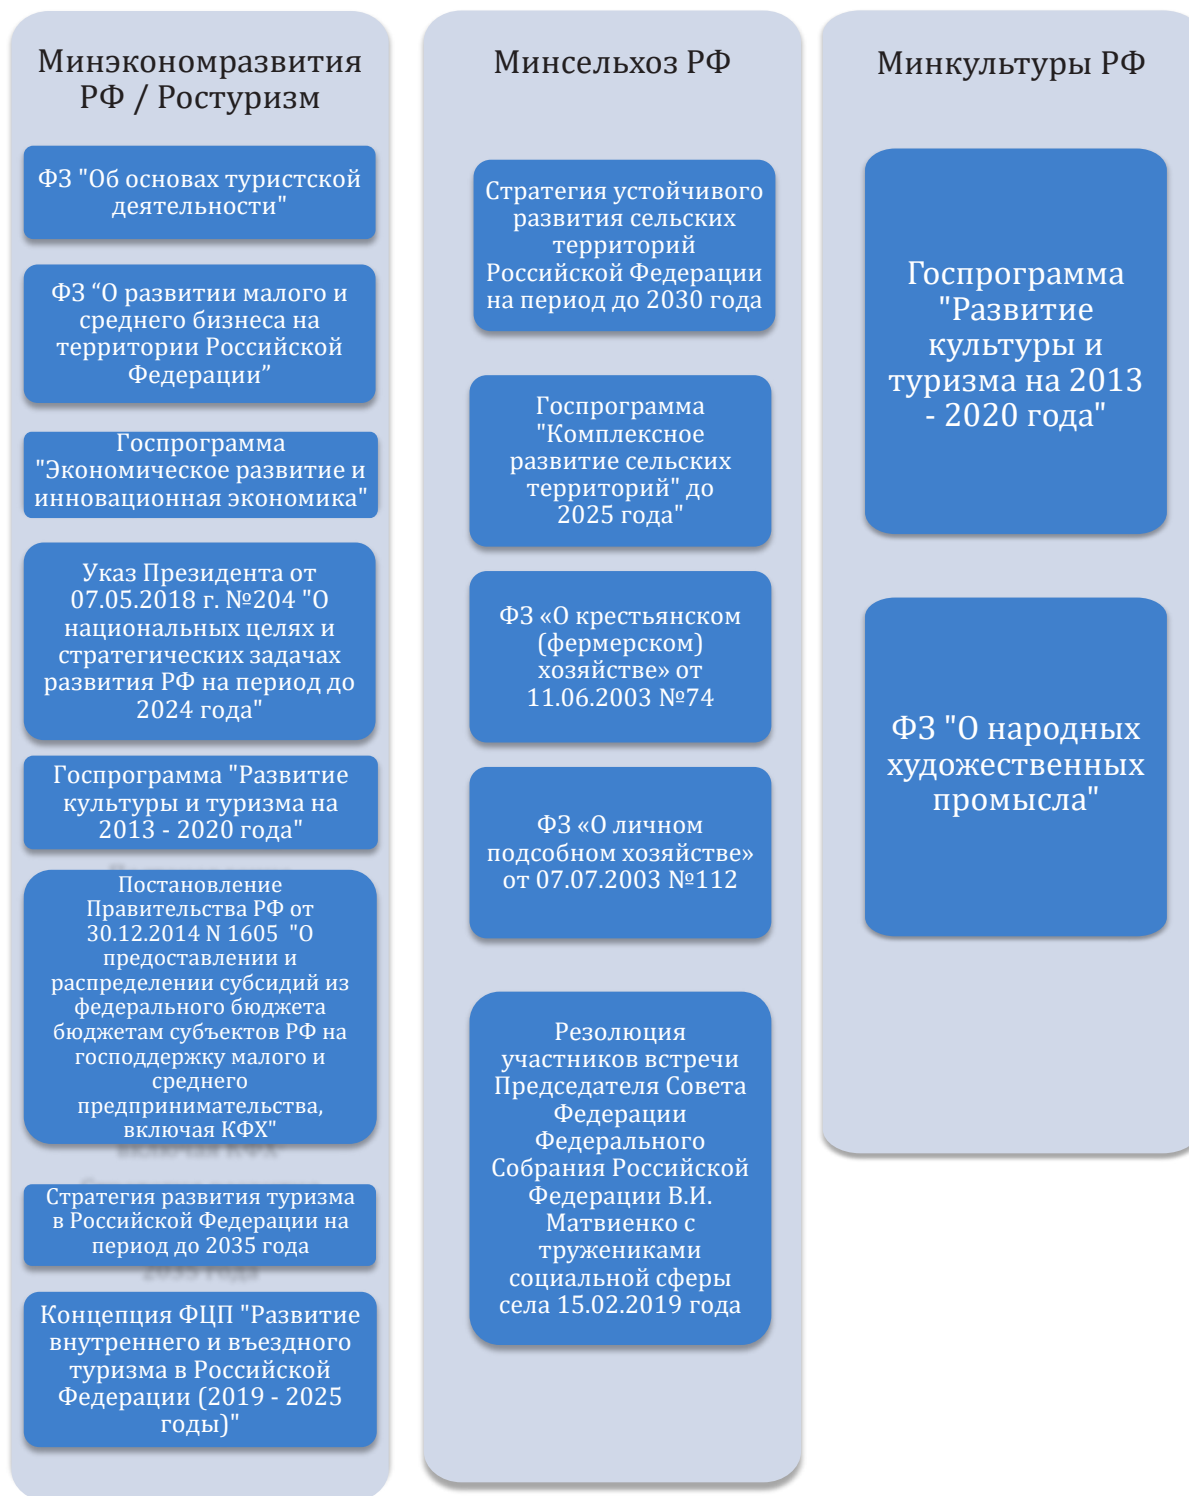 Минэкономразвития
РФ / Ростуризм
ФЗ "Об основах туристской
деятельности"
ФЗ “О развитии малого и
среднего бизнеса на
территории Российской
Федерации”
Госпрограмма
"Экономическое развитие и
инновационная экономика"
Указ Президента от
07.05.2018 г. №204 "О
национальных целях и
стратегических задачах
развития РФ на период до
2024 года"
Госпрограмма "Развитие
культуры и туризма на
2013 - 2020 года"
Постановление
Правительства РФ от
30.12.2014 N 1605 "О
предоставлении и
распределении субсидий из
федерального бюджета
бюджетам субъектов РФ на
господдержку малого и
среднего
предпринимательства,
включая КФХ"
Стратегия развития туризма
в Российской Федерации на
период до 2035 года
Концепция ФЦП "Развитие
внутреннего и въездного
туризма в Российской
Федерации (2019 - 2025
годы)"
Минсельхоз РФ
Стратегия устойчивого
развития сельских
территорий
Российской Федерации
на период до 2030 года
Госпрограмма
"Комплексное
развитие сельских
территорий" до
2025 года"
ФЗ «О крестьянском
(фермерском)
хозяйстве» от
11.06.2003 №74
ФЗ «О личном
подсобном хозяйстве»
от 07.07.2003 №112
Резолюция
участников встречи
Председателя Совета
Федерации
Федерального
Собрания Российской
Федерации В.И.
Матвиенко с
тружениками
социальной сферы
села 15.02.2019 года
Минкультуры РФ
Госпрограмма
"Развитие
культуры и
туризма на 2013
- 2020 года"
ФЗ "О народных
художественных
промысла"